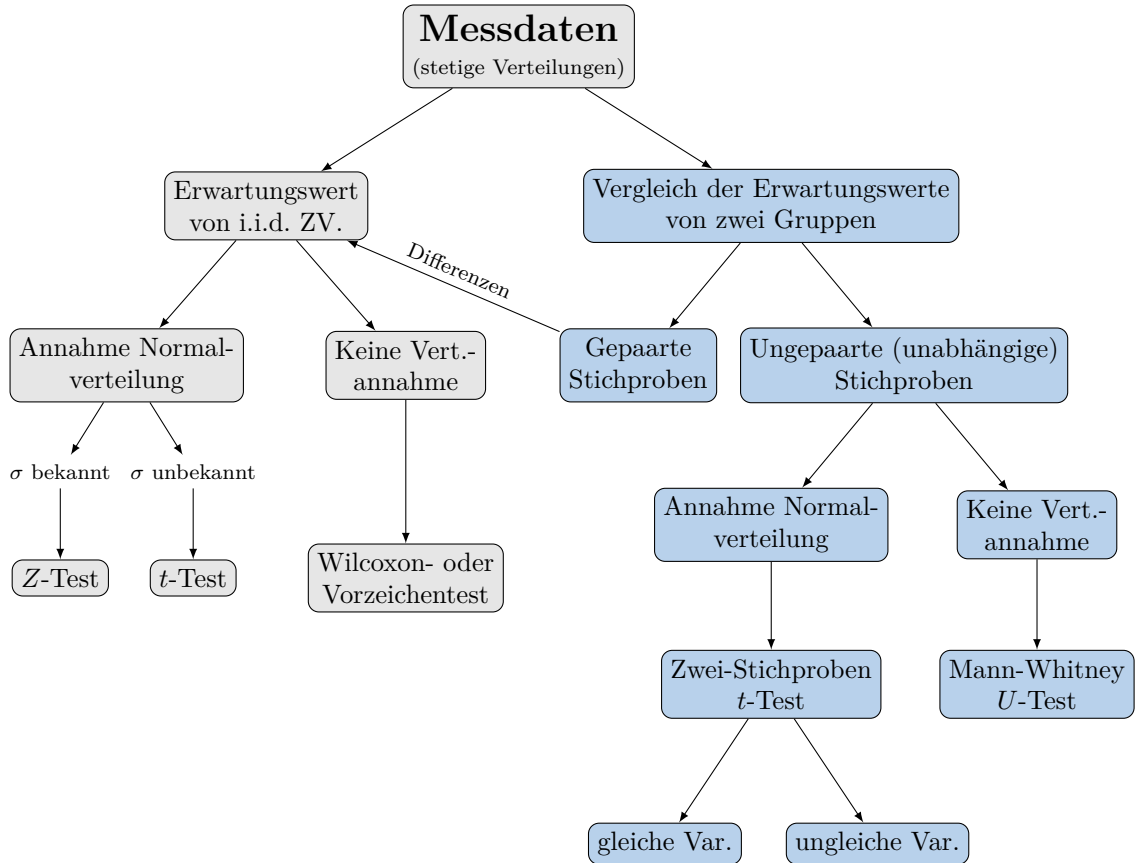 Messdaten
(stetige Verteilungen)
Erwartungswert
von i.i.d. ZV.
Vergleich der Erwartungswerte
von zwei Gruppen
Differenzen
Annahme Normal-
verteilung
Keine Vert.-
annahme
Gepaarte
Stichproben
Ungepaarte (unabhängige)
Stichproben
σ bekannt
σ unbekannt
Annahme Normal-
verteilung
Keine Vert.-
annahme
Z-Test
t-Test
Wilcoxon- oder
Vorzeichentest
Zwei-Stichproben
t-Test
Mann-Whitney
U-Test
gleiche Var.
ungleiche Var.